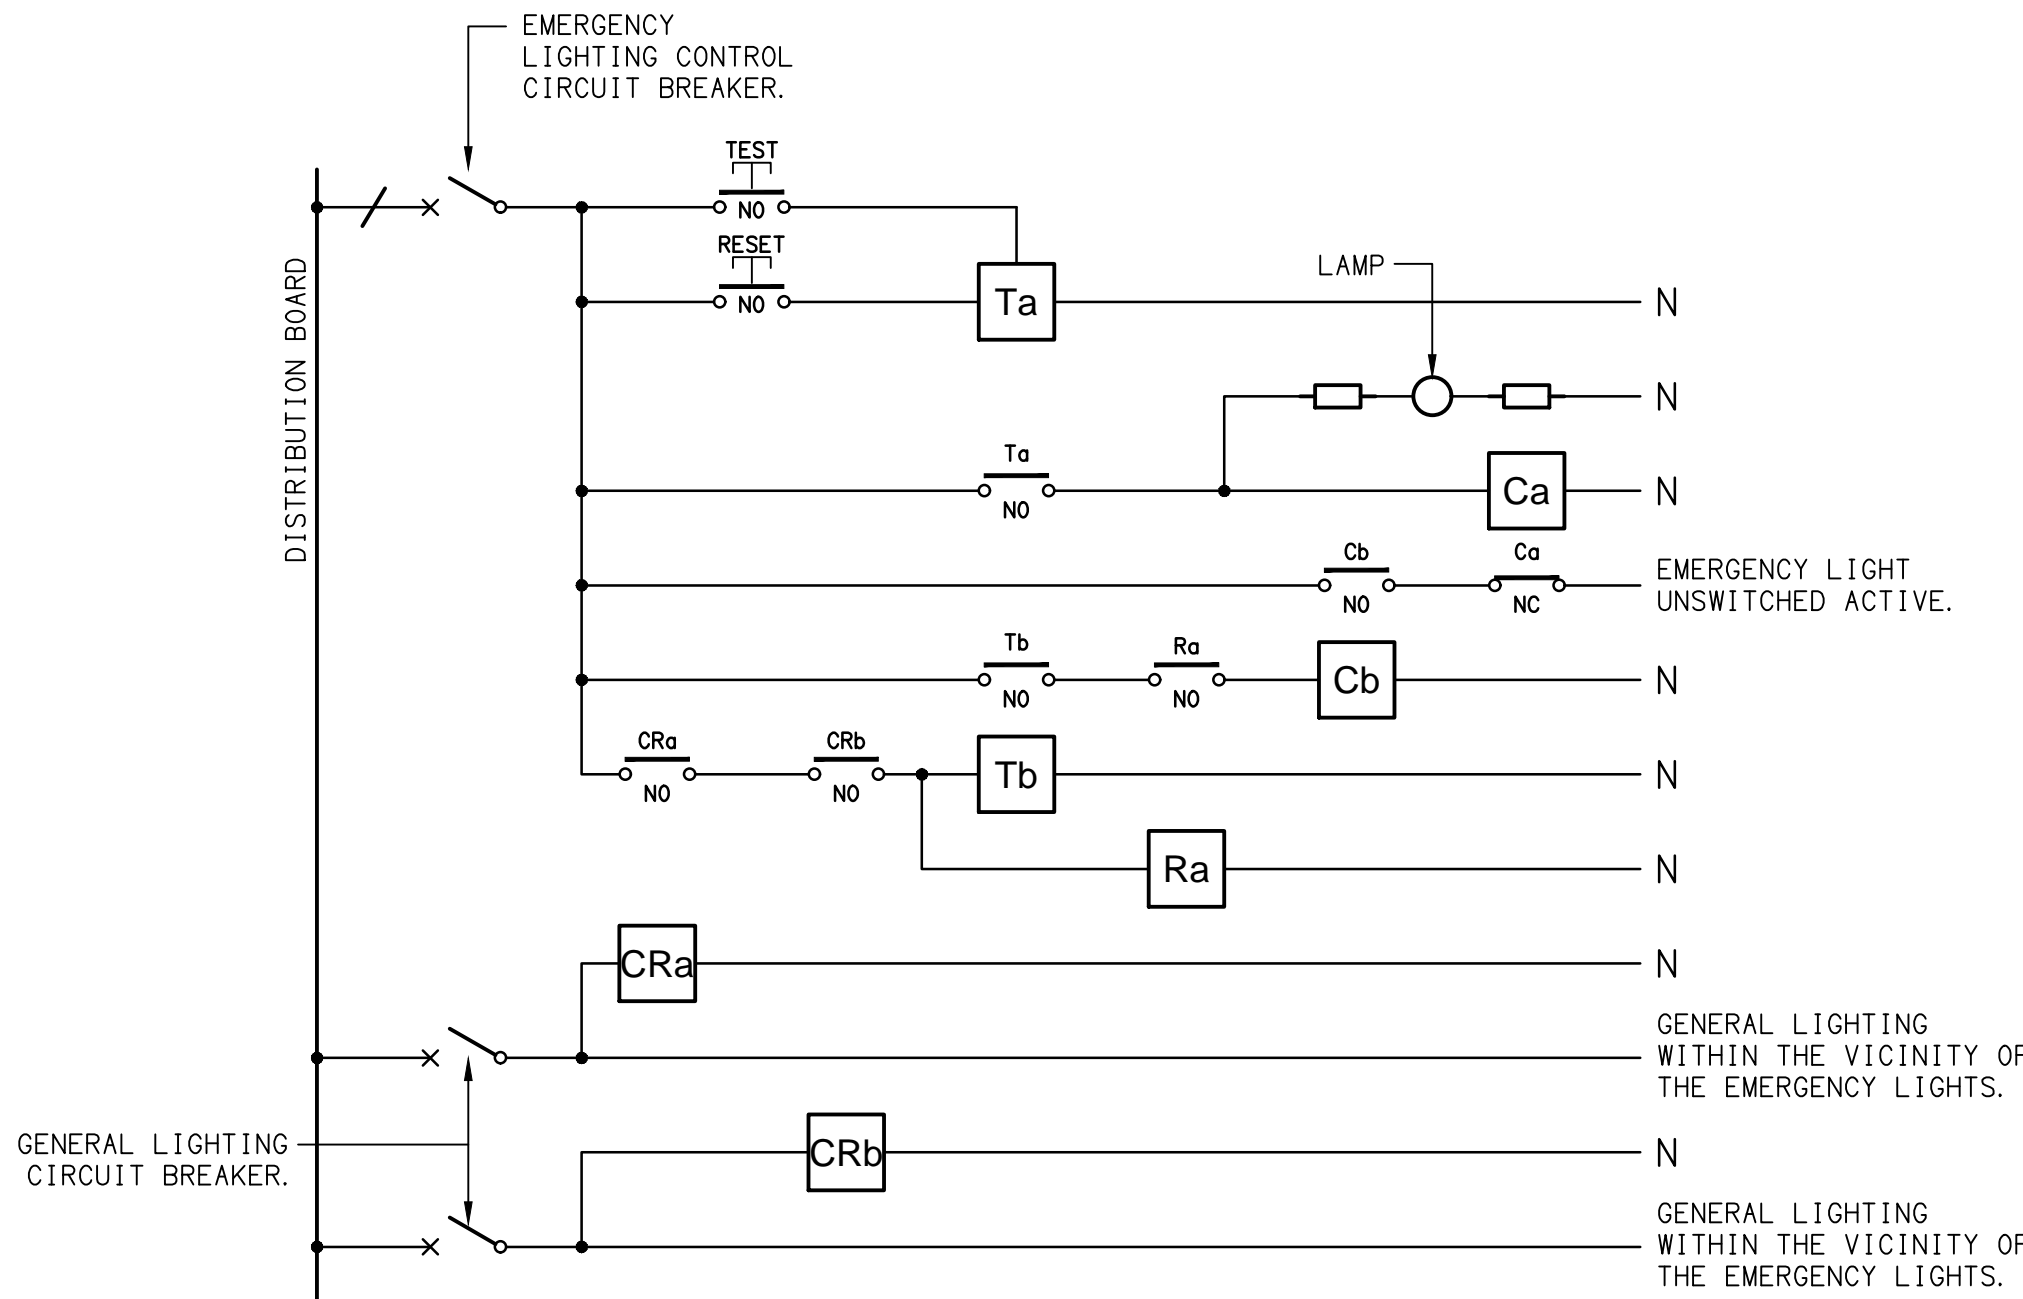 EMERGENCY
LIGHTING CONTROL
CIRCUIT BREAKER.
TEST
NO
RESET
NO
Ta
N
LAMP
N
DISTRIBUTION BOARD
Ta
NO
Ca
N
Cb
NO
Ca
NC
EMERGENCY LIGHT
UNSWITCHED ACTIVE.
Tb
NO
Ra
NO
Cb
N
CRa
NO
CRb
NO
Tb
N
Ra
N
CRa
N
GENERAL LIGHTING
WITHIN THE VICINITY OF
THE EMERGENCY LIGHTS.
GENERAL LIGHTING
CIRCUIT BREAKER.
CRb
N
GENERAL LIGHTING
WITHIN THE VICINITY OF
THE EMERGENCY LIGHTS.